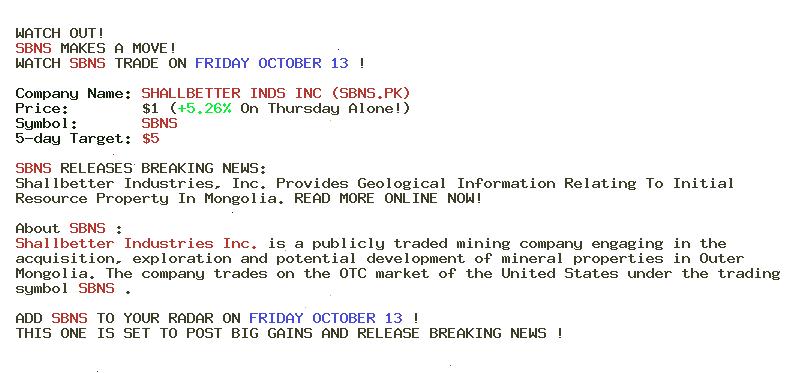 WATCH OUT!
SBNS MAKES A MOVE!
WATCH SBNS TRADE ON FRIDAY OCTOBER 13 !
Company Name: SHALLBETTER INDS INC (SBNS.PK)
Price: $1 (+5.26% On Thursday Alone!)
Symbol: SBNS
5-day Target: $5
SBNS RELEASES BREAKING NEWS:
Shallbetter Industries, Inc. Provides Geological Information Relating To Initial
Resource Property In Mongolia. READ MORE ONLINE NOW!
About SBNS :
Shallbetter Industries Inc. is a publicly traded mining company engaging in the
acquisition, exploration and potential development of mineral properties in Outer
Mongolia. The company trades on the OTC market of the United States under the trading
symbol SBNS .
ADD SBNS TO YOUR RADAR ON FRIDAY OCTOBER 13 !
THIS ONE IS SET TO POST BIG GAINS AND RELEASE BREAKING NEWS !